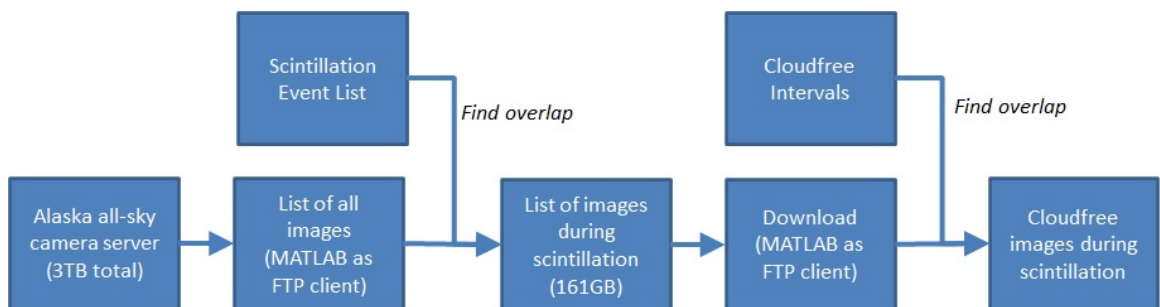 Scintillation
Event List
Cloudfree
Intervals
Find overlap
Find overlap
Alaska all-sky
camera server
(3TB total)
List of all
images
(MATLAB as
FTP client)
List of images
during
scintillation
(161GB)
Download
(MATLAB as
FTP client)
Cloudfree
images during
scintillation